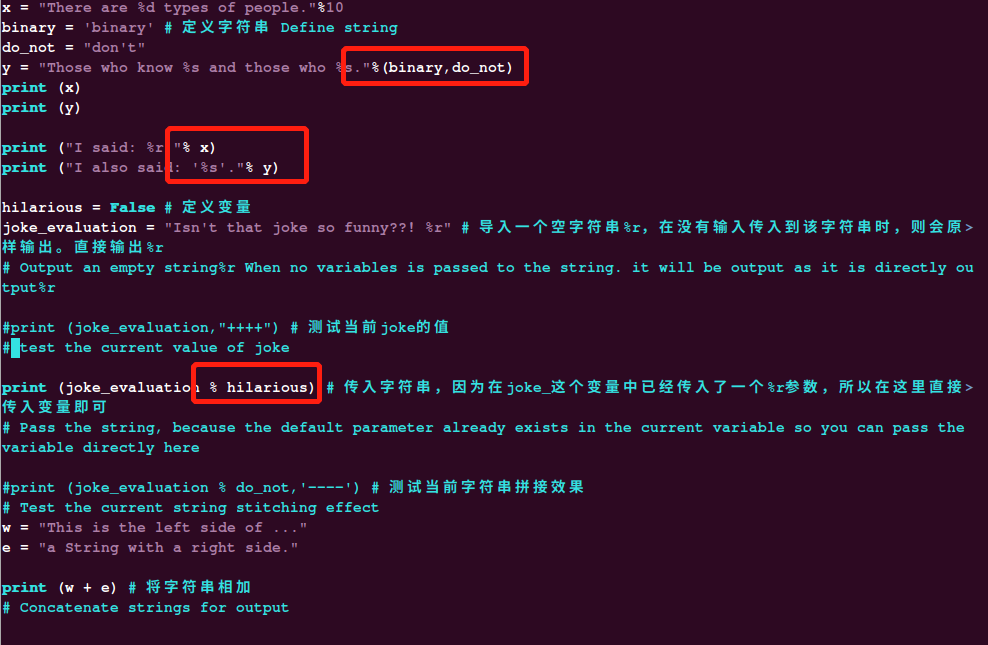 x = "There are %d types of people."%10
binary = 'binary' # 定义字符串 Define string
do_not = "don't"
y = "Those who know %s and those who %s."%(binary,do_not)
print (x)
print (y)
print ("I said: %r "% x)
print ("I also said: '%s'."% y)
hilarious = False # 定义变量
joke_evaluation = "Isn't that joke so funny??! %r" # 导入一个空字符串%r，在没有输入传入到该字符串时，则会原>
样输出。直接输出%r
# Output an empty string%r When no variables is passed to the string. it will be output as it is directly ou
tput%r
#print (joke_evaluation,"++++") # 测试当前joke的值
# test the current value of joke
print (joke_evaluation % hilarious) # 传入字符串，因为在joke_这个变量中已经传入了一个%r参数，所以在这里直接>
传入变量即可
# Pass the string, because the default parameter already exists in the current variable so you can pass the
variable directly here
#print (joke_evaluation % do_not,'----') # 测试当前字符串拼接效果
# Test the current string stitching effect
w = "This is the left side of ..."
e = "a String with a right side."
print (w + e) # 将字符串相加
# Concatenate strings for output